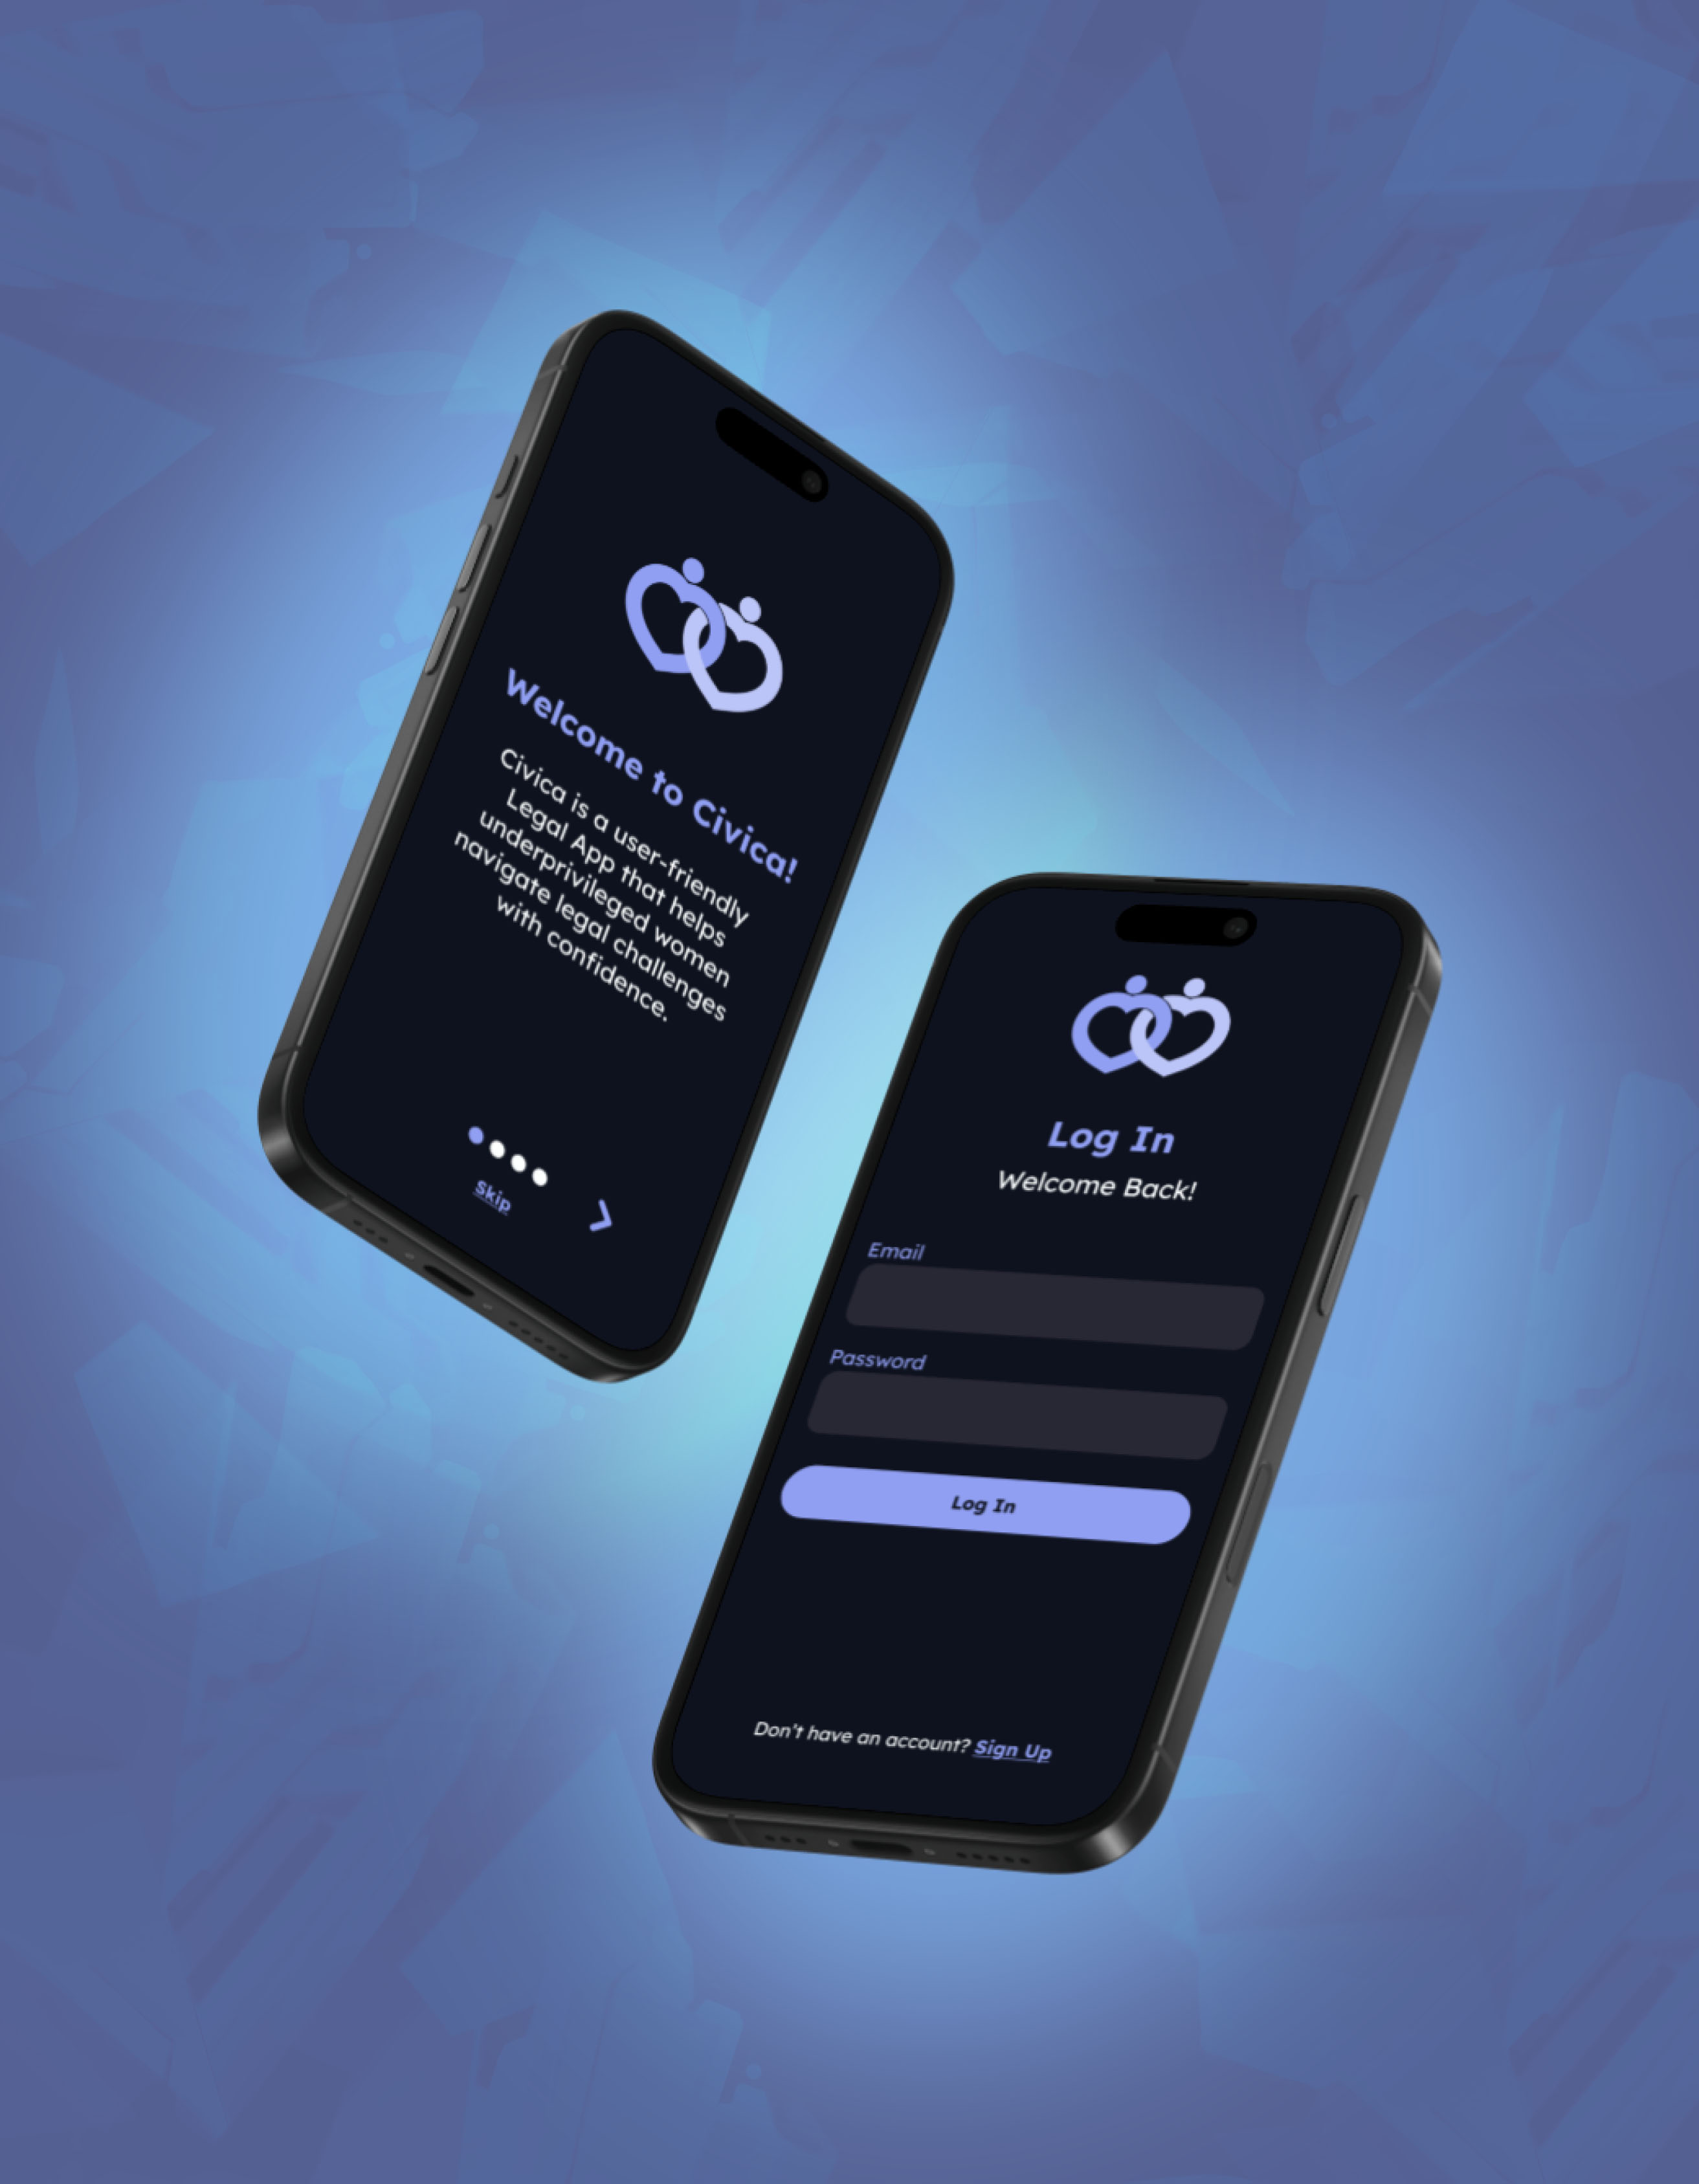 Welcome to Civica!
Civica is a user-friendly
Legal App that helps
underprivileged women
navigate legal challenges
with confidence.
Skip
Log In
Welcome Back!
Email
Password
Log In
Don't have an account? Sign Up